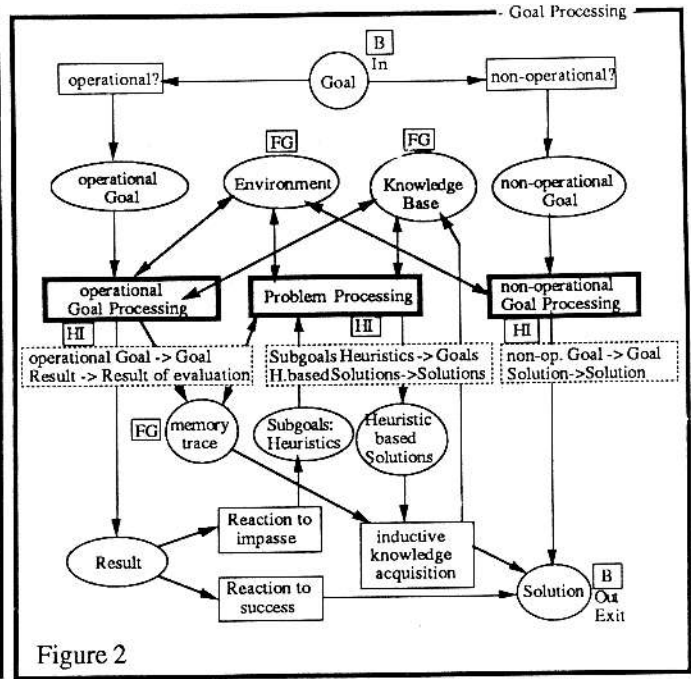 - Goal Processing
B
In
operational?
Goal
non-operational?
FG
FG
operational
Goal
Environment
Knowledge
Base
non-operational
Goal
operational
Goal Processing
Problem Processing
non-operational
Goal Processing
HI
HI
HI
operational Goal -> Goal
Result -> Result of evaluation
Subgoals Heuristics -> Goals
H.based Solutions->Solutions
non-op. Goal -> Goal
Solution->Solution
FG
memory
trace
Subgoals:
Heuristics
Heuristic
based
Solutions
Result
Reaction to
impasse
inductive
knowledge
acquisition
Reaction to
success
Solution
B
Out
Exit
Figure 2